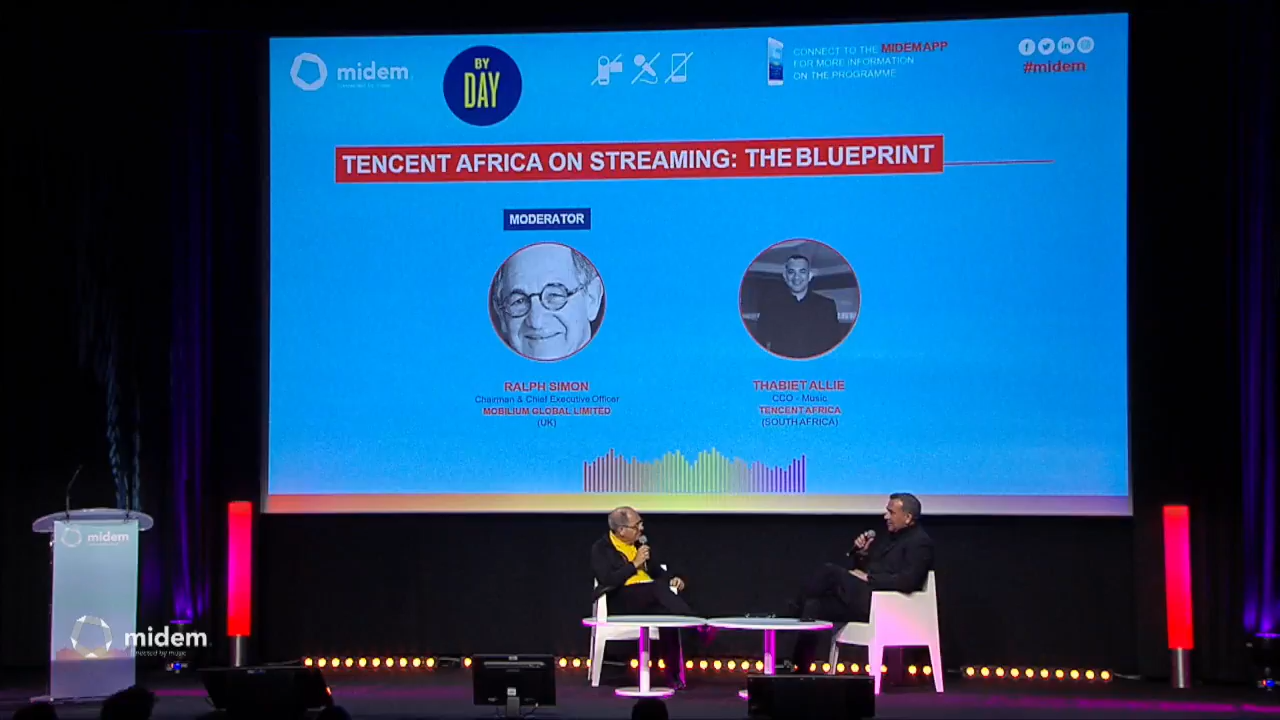 midem
BY
DAY
CONNECT TO THE MIDEMAPP
FOR MORE INFORMATION
ON THE PROGRAMME
#midem
TENCENT AFRICA ON STREAMING: THE BLUEPRINT
MODERATOR
RALPH SIMON
Chairman & Chief Executive Officer
MOBILIUM GLOBAL LIMITED
(UK)
THABIET ALLIE
CCO - Music
TENCENT AFRICA
(SOUTH AFRICA)
midem
midem